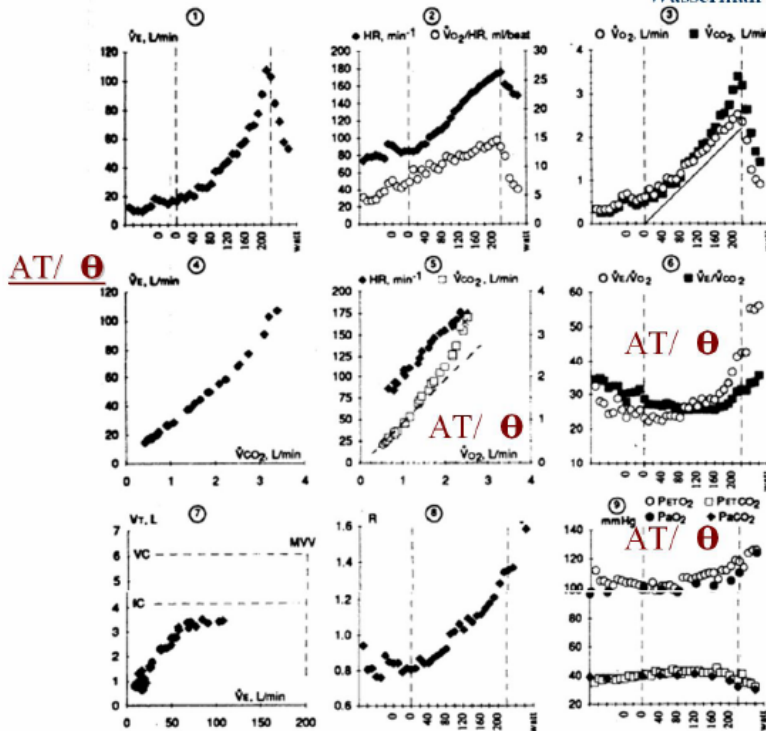 Wasserman
①
②
③
V̇E, L/min
◆ HR, min⁻¹ ○ V̇O₂/HR, ml/beat
○ V̇O₂, L/min ■ V̇CO₂, L/min
120
100
80
60
40
20
0
0 0 40 80 120 160 200 watt
200
180
160
140
120
100
80
60
40
20
0
30
25
20
15
10
5
0
0 0 40 80 120 160 200 watt
4
3
2
1
0
0 0 40 80 120 160 200 watt
AT/ Θ
④
⑤
⑥
V̇E, L/min
◆ HR, min⁻¹ □ V̇CO₂, L/min
○ V̇E/V̇O₂ ■ V̇E/V̇CO₂
120
100
80
60
40
20
0
0 1 2 3 4
V̇CO₂, L/min
200
175
150
125
100
75
50
25
0
4
3
2
1
0
AT/ Θ
0 1 2 3 4
V̇O₂, L/min
60
50
40
30
20
10
AT/ Θ
0 0 40 80 120 160 200 watt
⑦
⑧
⑨
VT, L
R
○ PETO₂ □ PETCO₂
● PaO₂ ◆ PaCO₂
mmHg
AT/ Θ
7
6
5
4
3
2
1
0
VC
MVV
IC
V̇E, L/min
0 50 100 150 200
1.6
1.4
1.2
1.0
0.8
0.6
0 0 40 80 120 160 200 watt
140
120
100
80
60
40
20
0 0 40 80 120 160 200 watt